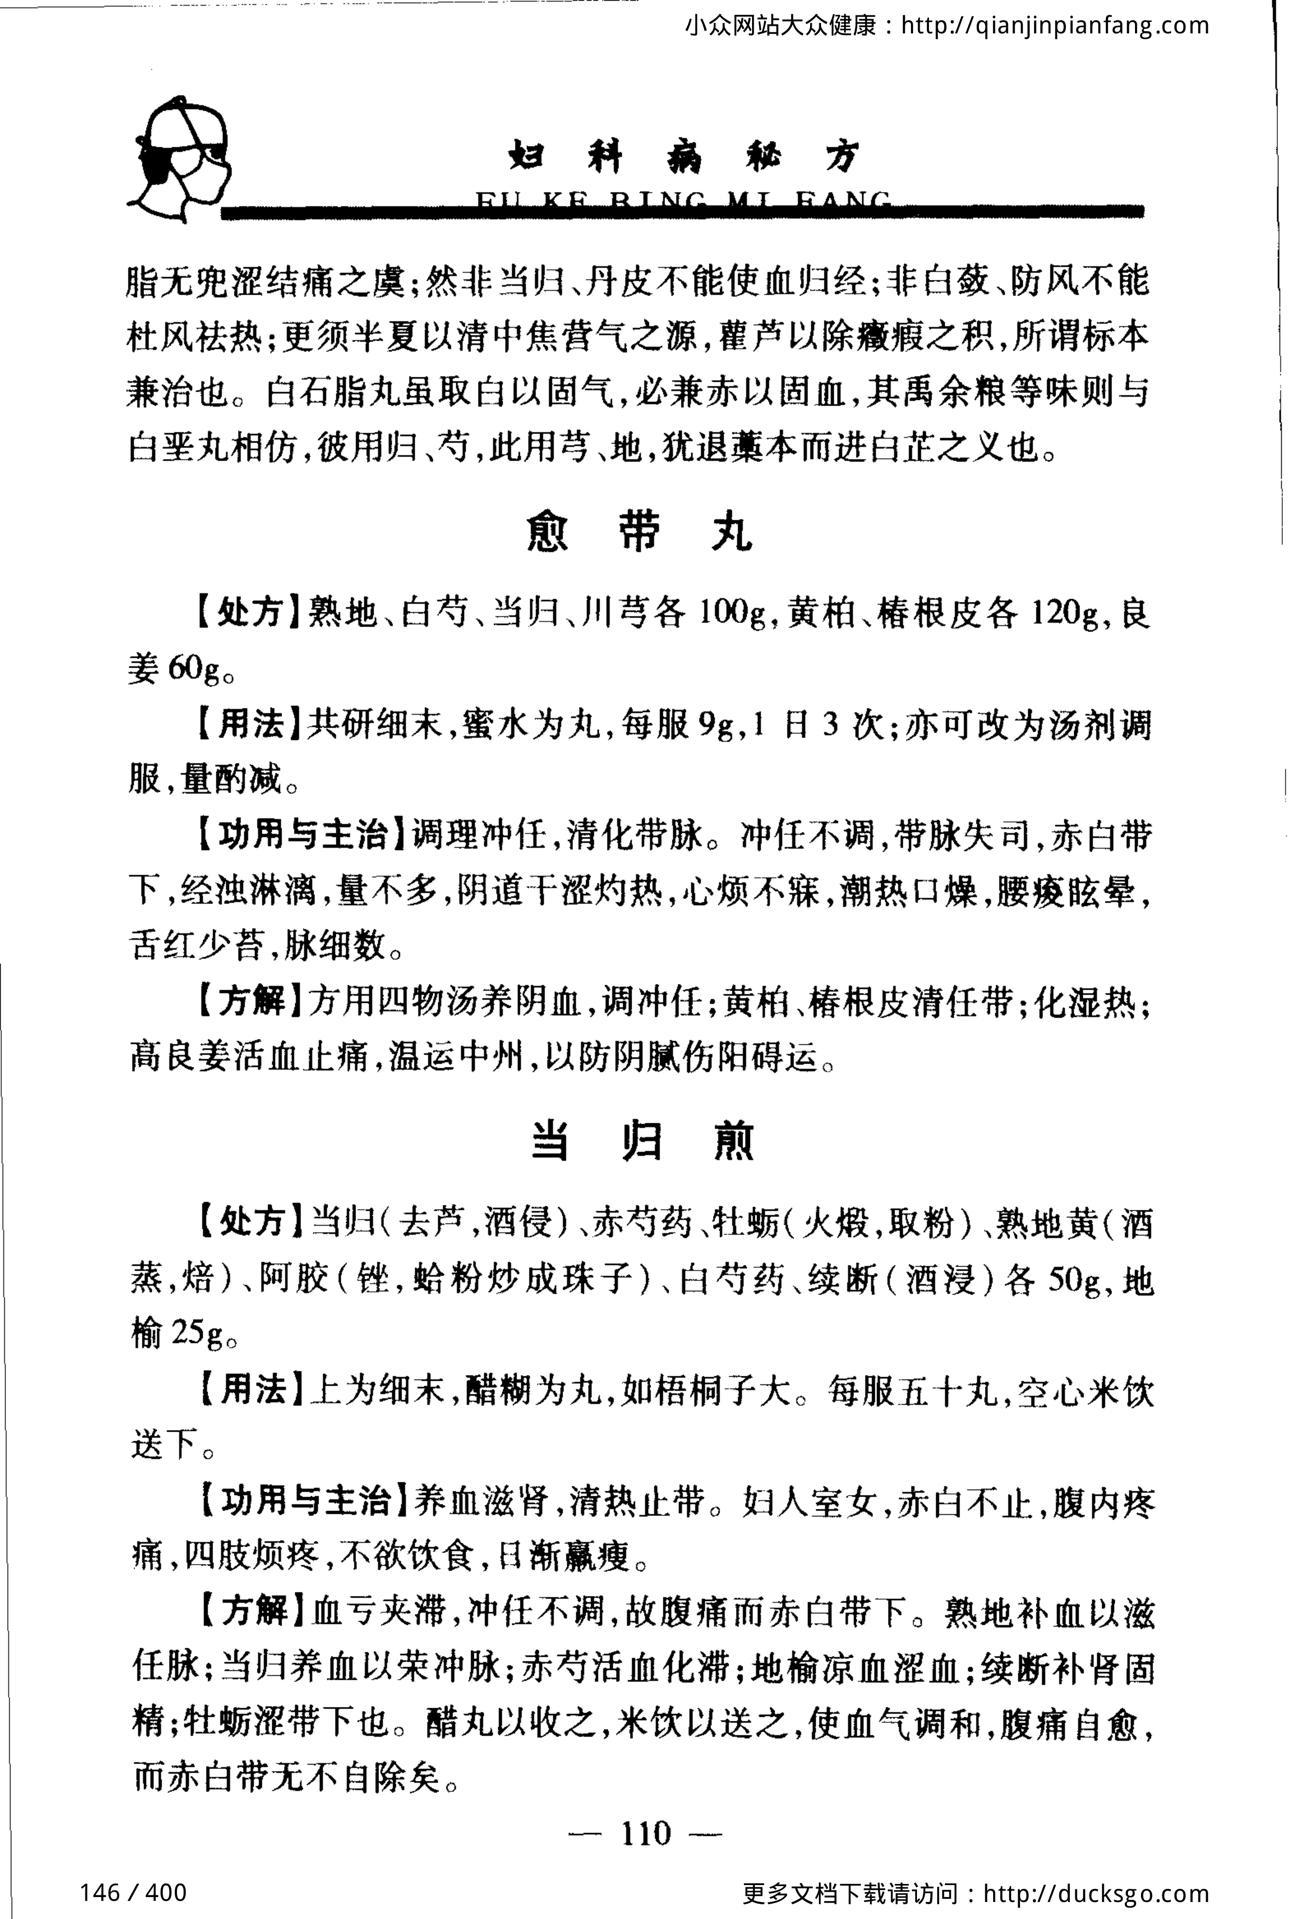 小众网站大众健康：http://qianjinpianfang.com
妇科病秘方
FU KE BING MI FANG
脂无兜涩结痛之虞；然非当归、丹皮不能使血归经；非白蔹、防风不能
杜风祛热；更须半夏以清中焦营气之源，雚芦以除癥瘕之积，所谓标本
兼治也。白石脂丸虽取白以固气，必兼赤以固血，其禹余粮等味则与
白垩丸相仿，彼用归、芍，此用芎、地，犹退藁本而进白芷之义也。
愈带丸
【处方】熟地、白芍、当归、川芎各 100g，黄柏、椿根皮各 120g，良
姜 60g。
【用法】共研细末，蜜水为丸，每服 9g，1 日 3 次；亦可改为汤剂调
服，量酌减。
【功用与主治】调理冲任，清化带脉。冲任不调，带脉失司，赤白带
下，经浊淋漓，量不多，阴道干涩灼热，心烦不寐，潮热口燥，腰痠眩晕，
舌红少苔，脉细数。
【方解】方用四物汤养阴血，调冲任；黄柏、椿根皮清任带；化湿热；
高良姜活血止痛，温运中州，以防阴腻伤阳碍运。
当归煎
【处方】当归（去芦，酒侵）、赤芍药、牡蛎（火煅，取粉）、熟地黄（酒
蒸，焙）、阿胶（锉，蛤粉炒成珠子）、白芍药、续断（酒浸）各 50g，地
榆 25g。
【用法】上为细末，醋糊为丸，如梧桐子大。每服五十丸，空心米饮
送下。
【功用与主治】养血滋肾，清热止带。妇人室女，赤白不止，腹内疼
痛，四肢烦疼，不欲饮食，日渐羸瘦。
【方解】血亏夹滞，冲任不调，故腹痛而赤白带下。熟地补血以滋
任脉；当归养血以荣冲脉；赤芍活血化滞；地榆凉血涩血；续断补肾固
精；牡蛎涩带下也。醋丸以收之，米饮以送之，使血气调和，腹痛自愈，
而赤白带无不自除矣。
— 110 —
146 / 400
更多文档下载请访问：http://ducksgo.com